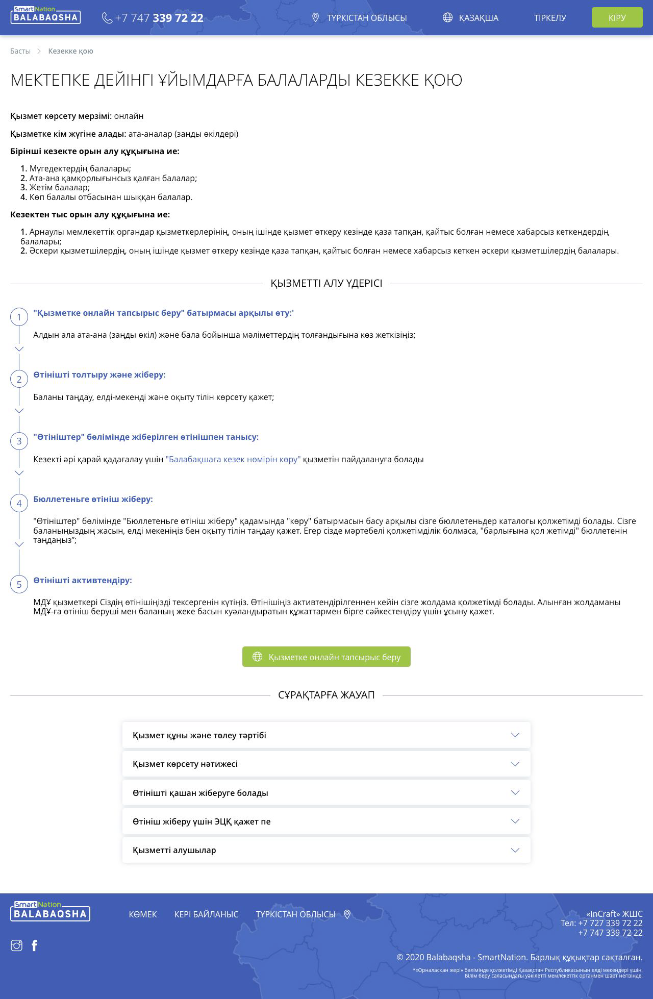 SmartNation
BALABAQSHA
+7 747 339 72 22
ТҮРКІСТАН ОБЛЫСЫ
ҚАЗАҚША
ТІРКЕЛУ
КІРУ
Басты
Кезекке қою
МЕКТЕПКЕ ДЕЙІНГІ ҰЙЫМДАРҒА БАЛАЛАРДЫ КЕЗЕККЕ ҚОЮ
Қызмет көрсету мерзімі: онлайн
Қызметке кім жүгіне алады: ата-аналар (заңды өкілдері)
Бірінші кезекте орын алу құқығына ие:
1. Мүгедектердің балалары;
2. Ата-ана қамқорлығынсыз қалған балалар;
3. Жетім балалар;
4. Көп балалы отбасынан шыққан балалар.
Кезектен тыс орын алу құқығына ие:
1. Арнаулы мемлекеттік органдар қызметкерлерінің, оның ішінде қызмет өткеру кезінде қаза тапқан, қайтыс болған немесе хабарсыз кеткендердің
балалары;
2. Әскери қызметшілердің, оның ішінде қызмет өткеру кезінде қаза тапқан, қайтыс болған немесе хабарсыз кеткен әскери қызметшілердің балалары.
ҚЫЗМЕТТІ АЛУ ҮДЕРІСІ
1
"Қызметке онлайн тапсырыс беру" батырмасы арқылы өту:'
Алдын ала ата-ана (заңды өкіл) және бала бойынша мәліметтердің толғандығына көз жеткізіңіз;
2
Өтінішті толтыру және жіберу:
Баланы таңдау, елді-мекенді және оқыту тілін көрсету қажет;
3
"Өтініштер" бөлімінде жіберілген өтінішпен танысу:
Кезекті әрі қарай қадағалау үшін "Балабақшаға кезек нөмірін көру" қызметін пайдалануға болады
4
Бюллетеньге өтініш жіберу:
"Өтініштер" бөлімінде "Бюллетеньге өтініш жіберу" қадамында "көру" батырмасын басу арқылы сізге бюллетеньдер каталогы қолжетімді болады. Сізге
баланыңыздың жасын, елді мекеніңіз бен оқыту тілін таңдау қажет. Егер сізде мәртебелі қолжетімділік болмаса, "барлығына қол жетімді" бюллетенін
таңдаңыз”;
5
Өтінішті активтендіру:
МДҰ қызметкері Сіздің өтінішіңізді тексергенін күтіңіз. Өтінішіңіз активтендірілгеннен кейін сізге жолдама қолжетімді болады. Алынған жолдаманы
МДҰ-ға өтініш беруші мен баланың жеке басын куәландыратын құжаттармен бірге сәйкестендіру үшін ұсыну қажет.
Қызметке онлайн тапсырыс беру
СҰРАҚТАРҒА ЖАУАП
Қызмет құны және төлеу тәртібі
Қызмет көрсету нәтижесі
Өтінішті қашан жіберуге болады
Өтініш жіберу үшін ЭЦҚ қажет пе
Қызметті алушылар
SmartNation
BALABAQSHA
КӨМЕК
КЕРІ БАЙЛАНЫС
ТҮРКІСТАН ОБЛЫСЫ
«InCraft» ЖШС
Тел: +7 727 339 72 22
+7 747 339 72 22
© 2020 Balabaqsha - SmartNation. Барлық құқықтар сақталған.
*«Орналасқан жері» бөлімінде қолжетімді Қазақстан Республикасының елді мекендері үшін.
Білім беру саласындағы уәкілетті мемлекеттік органмен шарт негізінде.